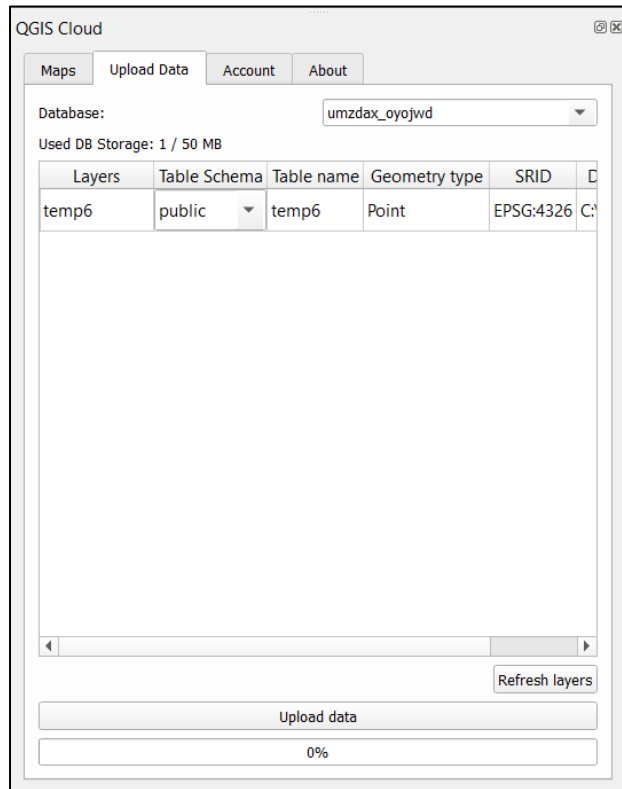 QGIS Cloud
Maps Upload Data Account About
Database: umzdax_oyojwd
Used DB Storage: 1 / 50 MB
Layers Table Schema Table name Geometry type SRID D
temp6 public temp6 Point EPSG:4326 C:\
Refresh layers
Upload data
0%